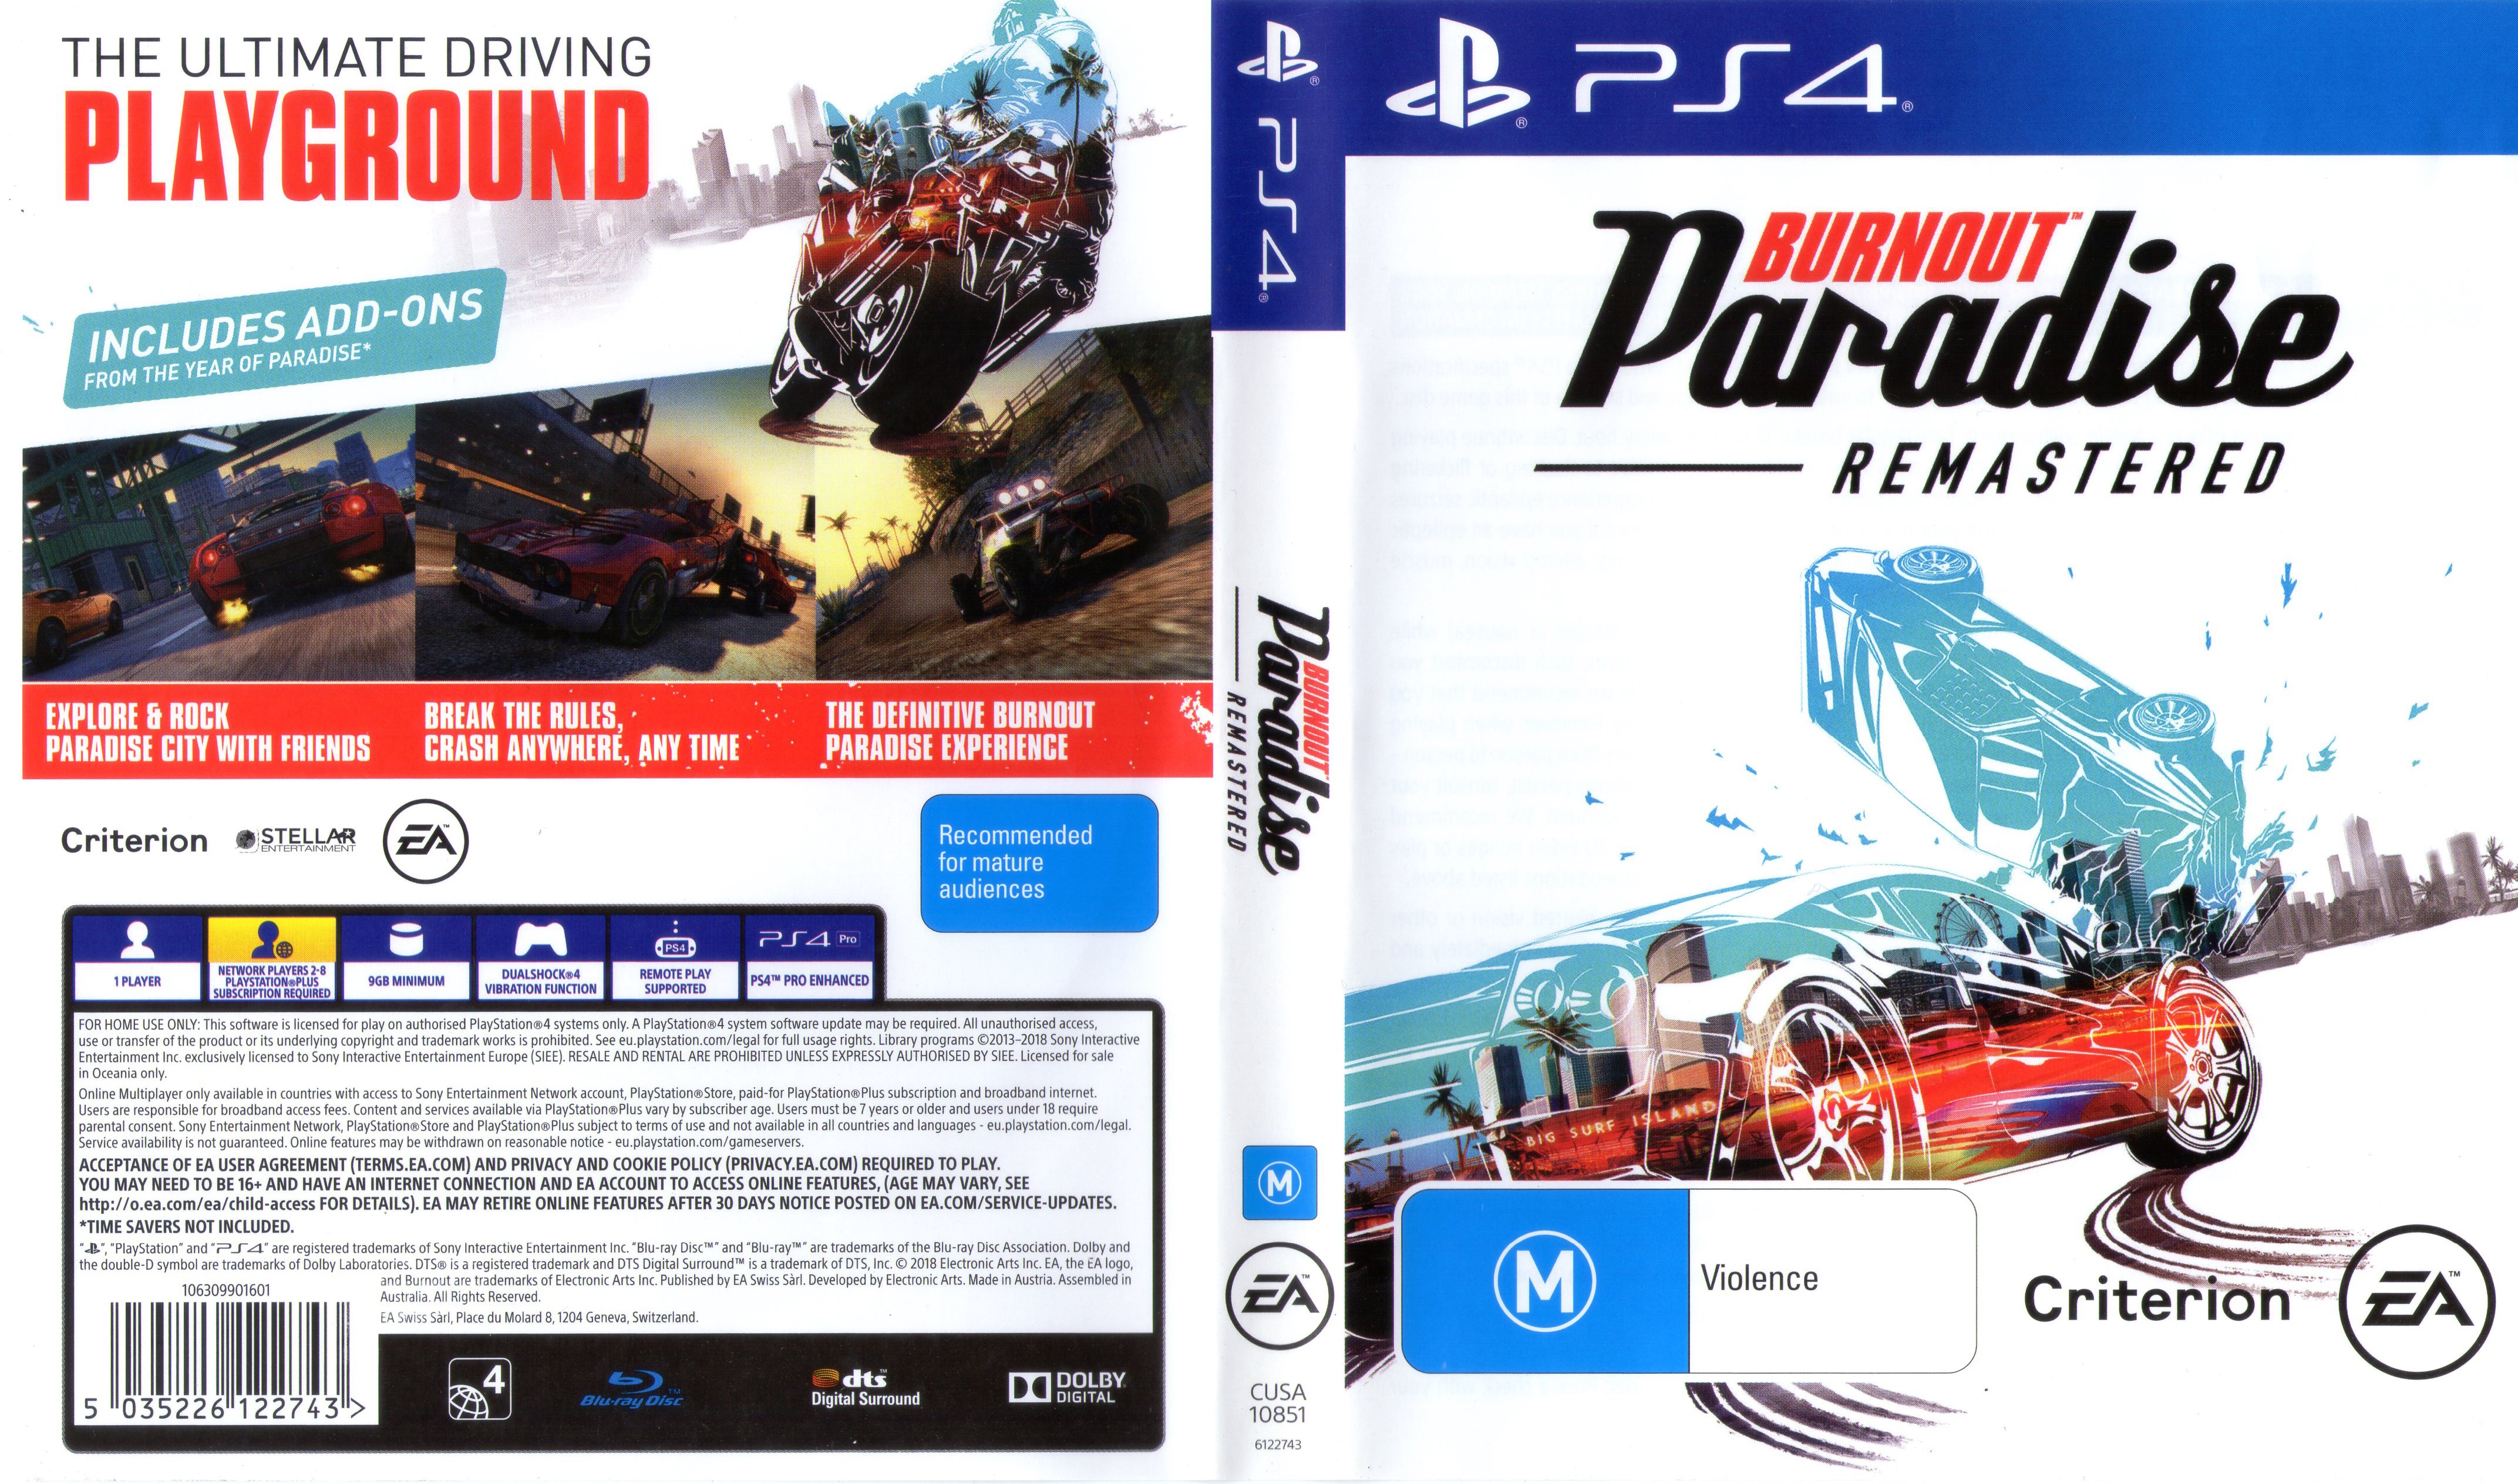 THE ULTIMATE DRIVING
PLAYGROUND
INCLUDES ADD-ONS
FROM THE YEAR OF PARADISE*
EXPLORE & ROCK
PARADISE CITY WITH FRIENDS
BREAK THE RULES,
CRASH ANYWHERE, ANY TIME
THE DEFINITIVE BURNOUT
PARADISE EXPERIENCE
Criterion
STELLAR
ENTERTAINMENT
EA™
Recommended
for mature
audiences
1 PLAYER
NETWORK PLAYERS 2-8
PLAYSTATION®PLUS
SUBSCRIPTION REQUIRED
9GB MINIMUM
DUALSHOCK®4
VIBRATION FUNCTION
PS4
REMOTE PLAY
SUPPORTED
PS4 Pro
PS4™ PRO ENHANCED
FOR HOME USE ONLY: This software is licensed for play on authorised PlayStation®4 systems only. A PlayStation®4 system software update may be required. All unauthorised access,
use or transfer of the product or its underlying copyright and trademark works is prohibited. See eu.playstation.com/legal for full usage rights. Library programs ©2013–2018 Sony Interactive
Entertainment Inc. exclusively licensed to Sony Interactive Entertainment Europe (SIEE). RESALE AND RENTAL ARE PROHIBITED UNLESS EXPRESSLY AUTHORISED BY SIEE. Licensed for sale
in Oceania only.
Online Multiplayer only available in countries with access to Sony Entertainment Network account, PlayStation®Store, paid-for PlayStation®Plus subscription and broadband internet.
Users are responsible for broadband access fees. Content and services available via PlayStation®Plus vary by subscriber age. Users must be 7 years or older and users under 18 require
parental consent. Sony Entertainment Network, PlayStation®Store and PlayStation®Plus subject to terms of use and not available in all countries and languages - eu.playstation.com/legal.
Service availability is not guaranteed. Online features may be withdrawn on reasonable notice - eu.playstation.com/gameservers.
ACCEPTANCE OF EA USER AGREEMENT (TERMS.EA.COM) AND PRIVACY AND COOKIE POLICY (PRIVACY.EA.COM) REQUIRED TO PLAY.
YOU MAY NEED TO BE 16+ AND HAVE AN INTERNET CONNECTION AND EA ACCOUNT TO ACCESS ONLINE FEATURES, (AGE MAY VARY, SEE
http://o.ea.com/ea/child-access FOR DETAILS). EA MAY RETIRE ONLINE FEATURES AFTER 30 DAYS NOTICE POSTED ON EA.COM/SERVICE-UPDATES.
*TIME SAVERS NOT INCLUDED.
"PS", "PlayStation" and "PS4" are registered trademarks of Sony Interactive Entertainment Inc. "Blu-ray Disc™" and "Blu-ray™" are trademarks of the Blu-ray Disc Association. Dolby and
the double-D symbol are trademarks of Dolby Laboratories. DTS® is a registered trademark and DTS Digital Surround™ is a trademark of DTS, Inc. © 2018 Electronic Arts Inc. EA, the EA logo,
and Burnout are trademarks of Electronic Arts Inc. Published by EA Swiss Sàrl. Developed by Electronic Arts. Made in Austria. Assembled in
Australia. All Rights Reserved.
EA Swiss Sàrl, Place du Molard 8, 1204 Geneva, Switzerland.
106309901601
5 035226 122743 >
4
Blu-ray Disc™
dts™
Digital Surround
DOLBY
DIGITAL
PS4®
BURNOUT™
Paradise
REMASTERED
M
EA™
CUSA
10851
6122743
PS4®
BURNOUT™
Paradise
REMASTERED
BIG SURF ISLAND
M
Violence
Criterion
EA™